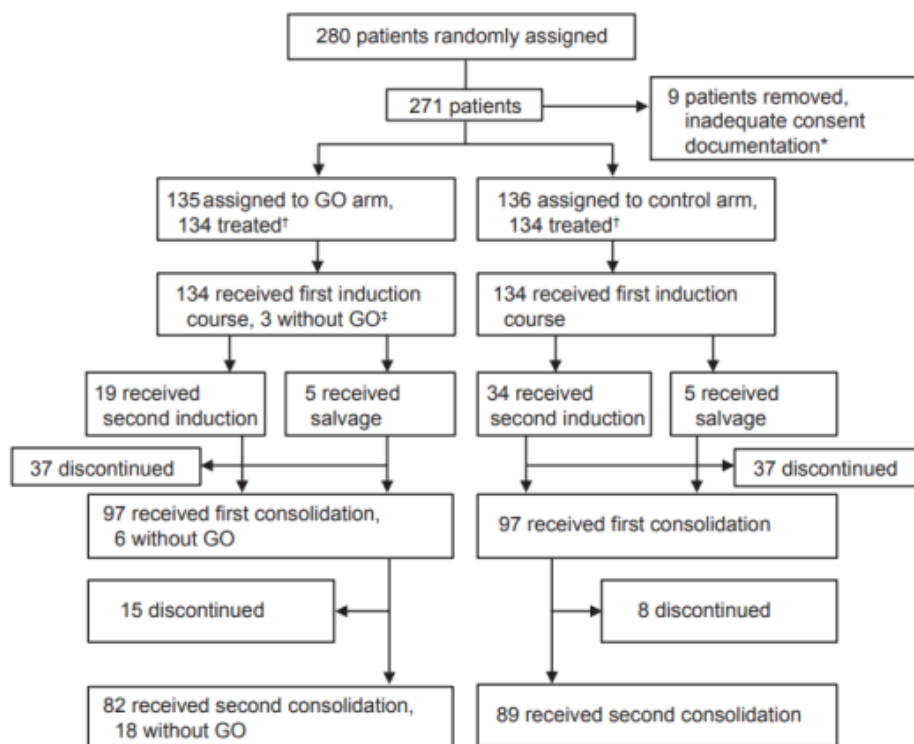 280 patients randomly assigned
271 patients
9 patients removed,
inadequate consent
documentation*
135 assigned to GO arm,
134 treated†
136 assigned to control arm,
134 treated†
134 received first induction
course, 3 without GO‡
134 received first induction
course
19 received
second induction
5 received
salvage
34 received
second induction
5 received
salvage
37 discontinued
37 discontinued
97 received first consolidation,
6 without GO
97 received first consolidation
15 discontinued
8 discontinued
82 received second consolidation,
18 without GO
89 received second consolidation